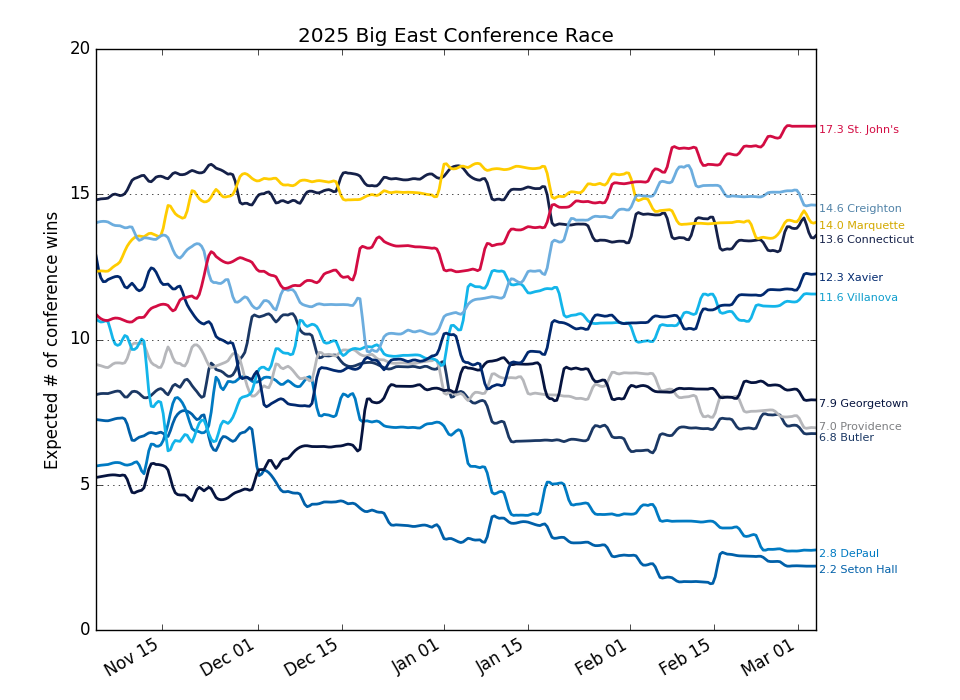 2025 Big East Conference Race
Expected # of conference wins
20
15
10
5
0
Nov 15
Dec 01
Dec 15
Jan 01
Jan 15
Feb 01
Feb 15
Mar 01
17.3 St. John's
14.6 Creighton
14.0 Marquette
13.6 Connecticut
12.3 Xavier
11.6 Villanova
7.9 Georgetown
7.0 Providence
6.8 Butler
2.8 DePaul
2.2 Seton Hall